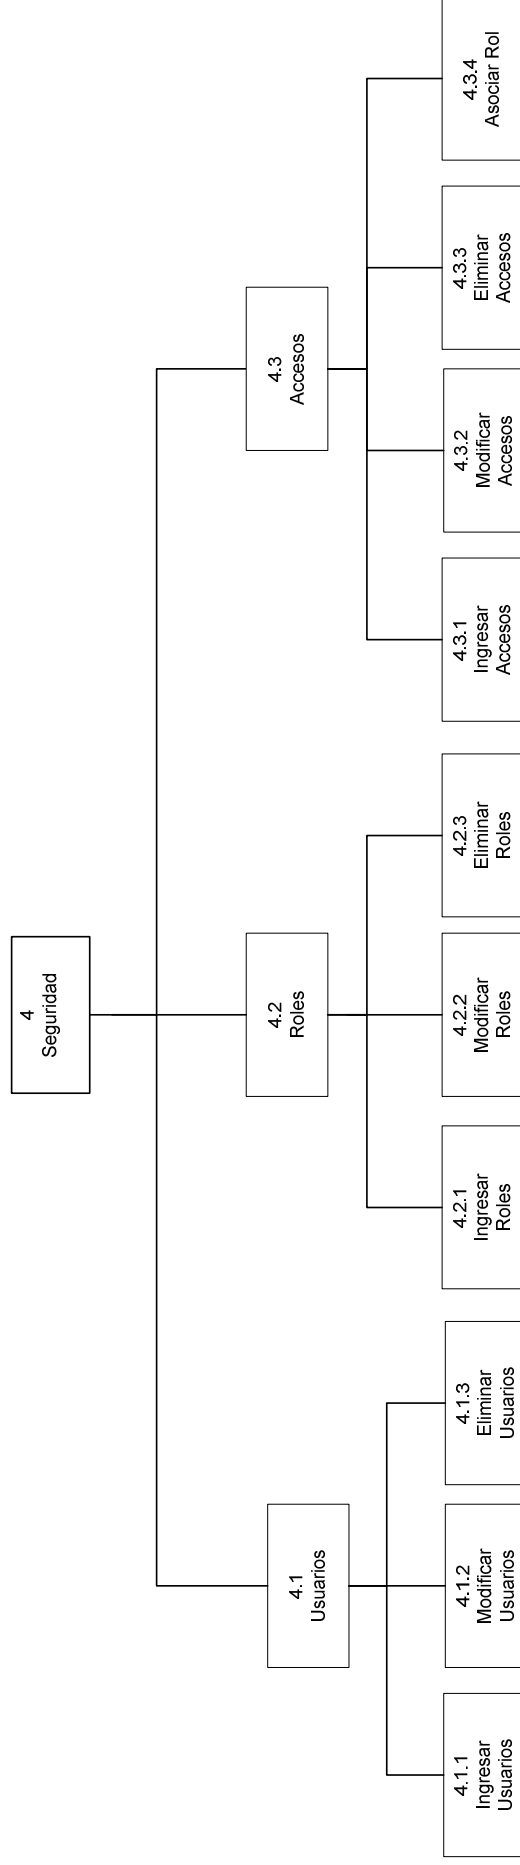 4
Seguridad
4.1
Usuarios
4.2
Roles
4.3
Accesos
4.1.1
Ingresar
Usuarios
4.1.2
Modificar
Usuarios
4.1.3
Eliminar
Usuarios
4.2.1
Ingresar
Roles
4.2.2
Modificar
Roles
4.2.3
Eliminar
Roles
4.3.1
Ingresar
Accesos
4.3.2
Modificar
Accesos
4.3.3
Eliminar
Accesos
4.3.4
Asociar Rol